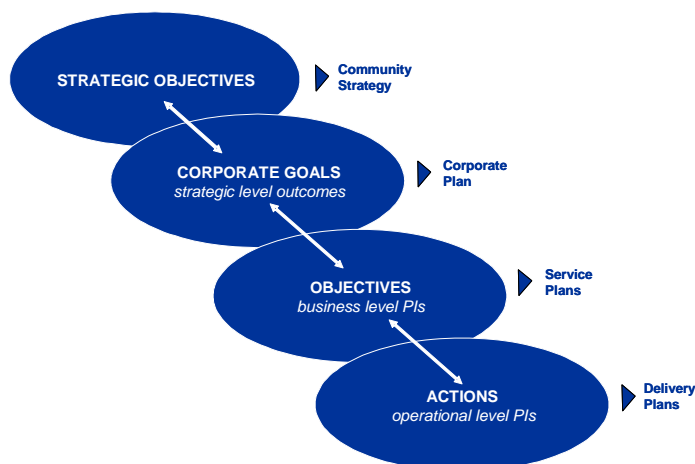 STRATEGIC OBJECTIVES
Community
Strategy
CORPORATE GOALS
strategic level outcomes
Corporate
Plan
OBJECTIVES
business level PIs
Service
Plans
ACTIONS
operational level PIs
Delivery
Plans